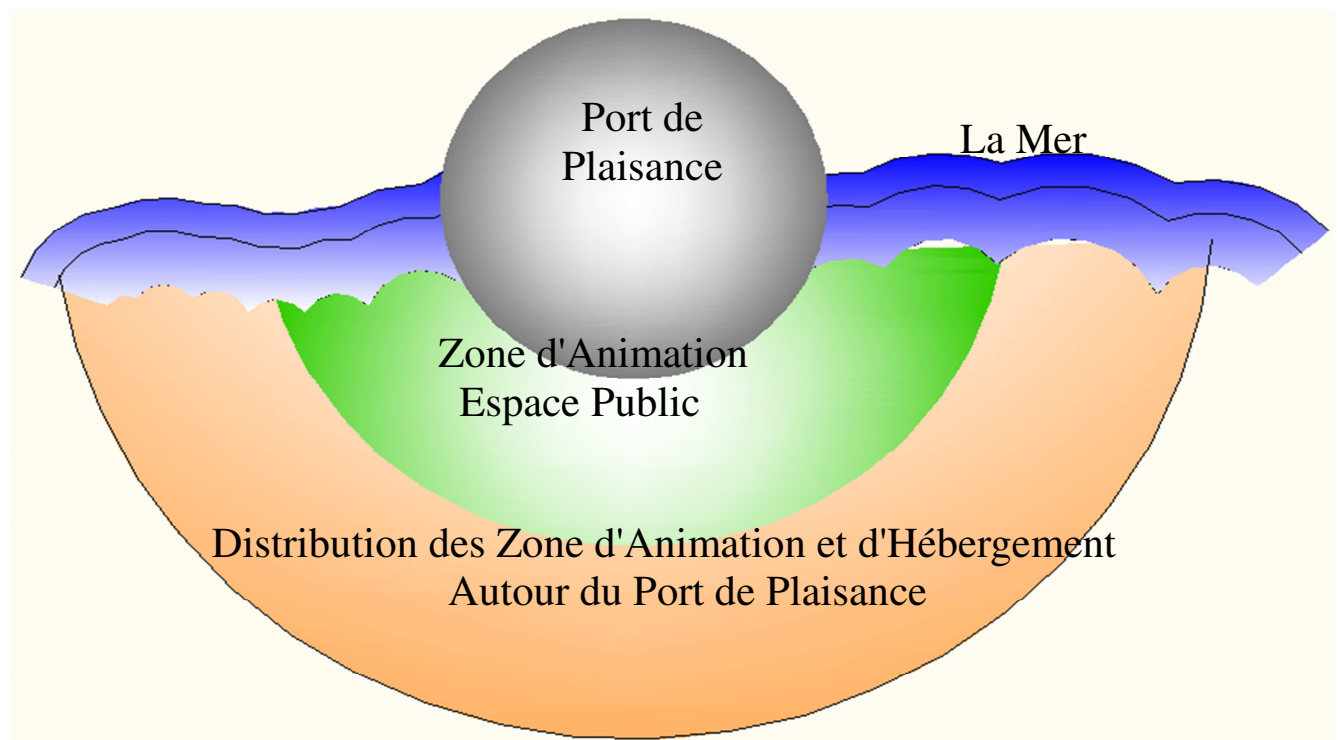 Port de
Plaisance
La Mer
Zone d'Animation
Espace Public
Distribution des Zone d'Animation et d'Hébergement
Autour du Port de Plaisance